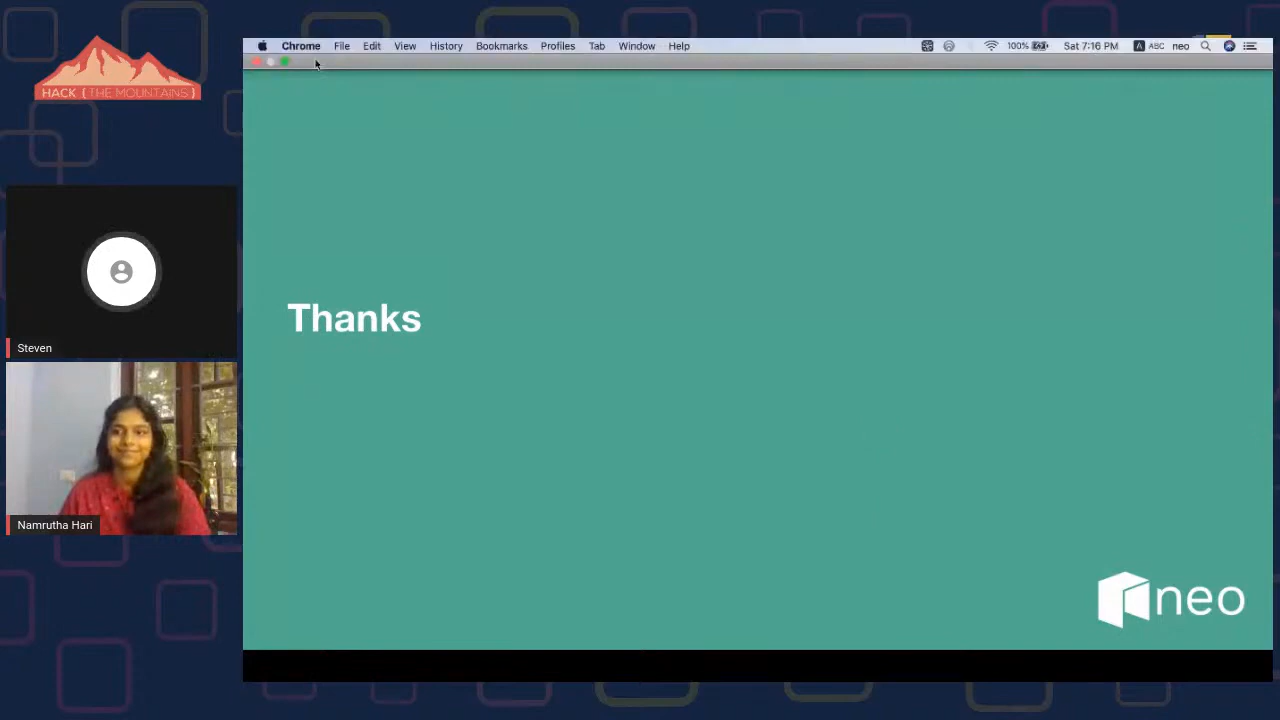 HACK { THE MOUNTAINS }
Chrome File Edit View History Bookmarks Profiles Tab Window Help
100% Sat 7:16 PM A ABC neo
Thanks
Steven
Namrutha Hari
neo